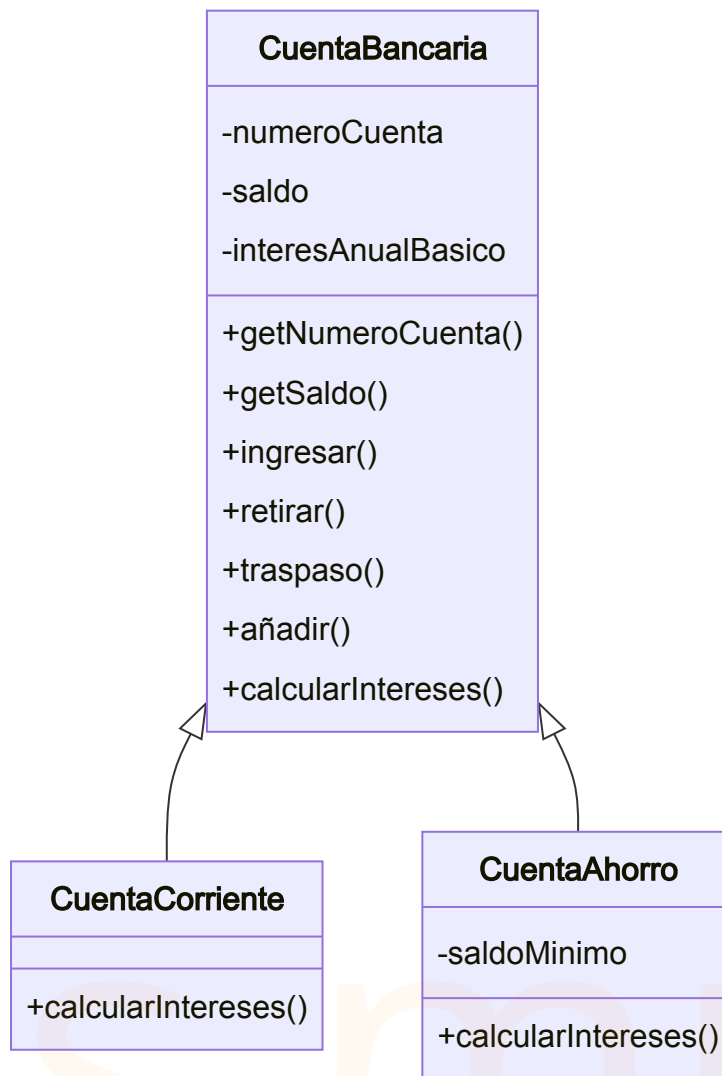 CuentaBancaria
-numeroCuenta
-saldo
-interesAnualBasico
+getNumeroCuenta()
+getSaldo()
+ingresar()
+retirar()
+traspaso()
+añadir()
+calcularIntereses()
CuentaCorriente
+calcularIntereses()
CuentaAhorro
-saldoMinimo
+calcularIntereses()